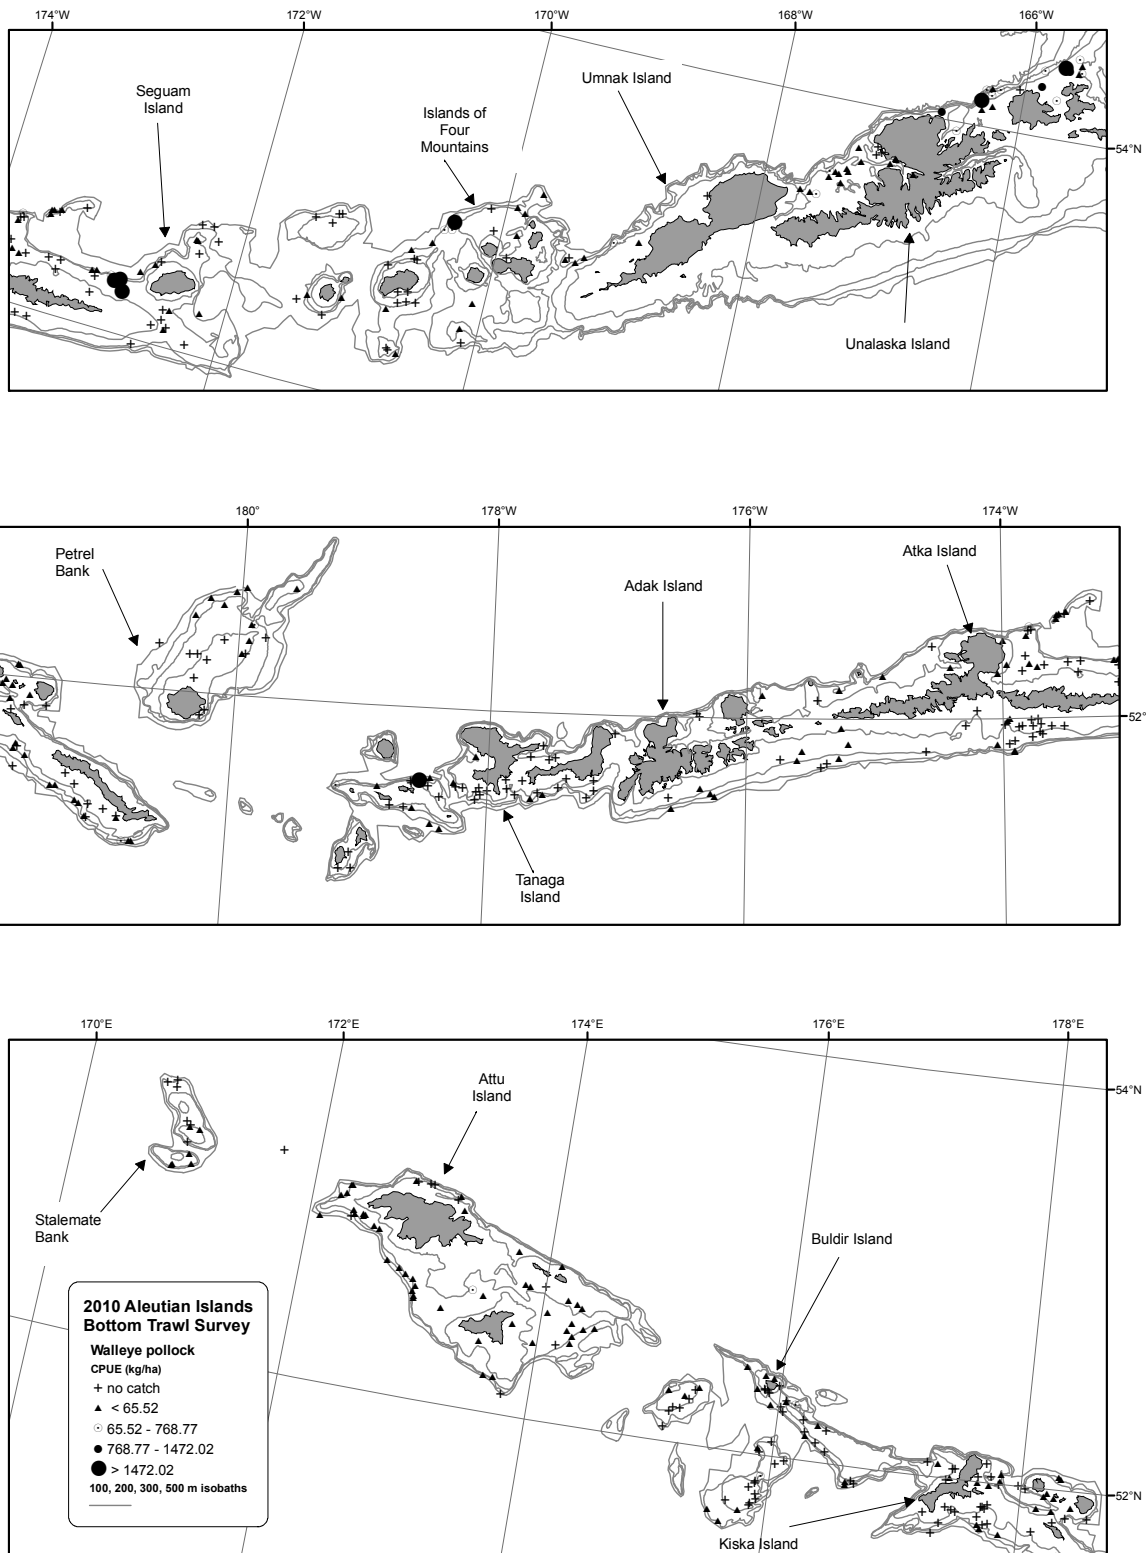 174°W 172°W 170°W 168°W 166°W
Seguam
Island
Islands of
Four
Mountains
Umnak Island
54°N
Unalaska Island
180° 178°W 176°W 174°W
Petrel
Bank
Adak Island
Atka Island
52°
Tanaga
Island
170°E 172°E 174°E 176°E 178°E
54°N
Attu
Island
Stalemate
Bank
Buldir Island
2010 Aleutian Islands
Bottom Trawl Survey
Walleye pollock
CPUE (kg/ha)
+ no catch
▲ < 65.52
65.52 - 768.77
● 768.77 - 1472.02
● > 1472.02
100, 200, 300, 500 m isobaths
52°N
Kiska Island